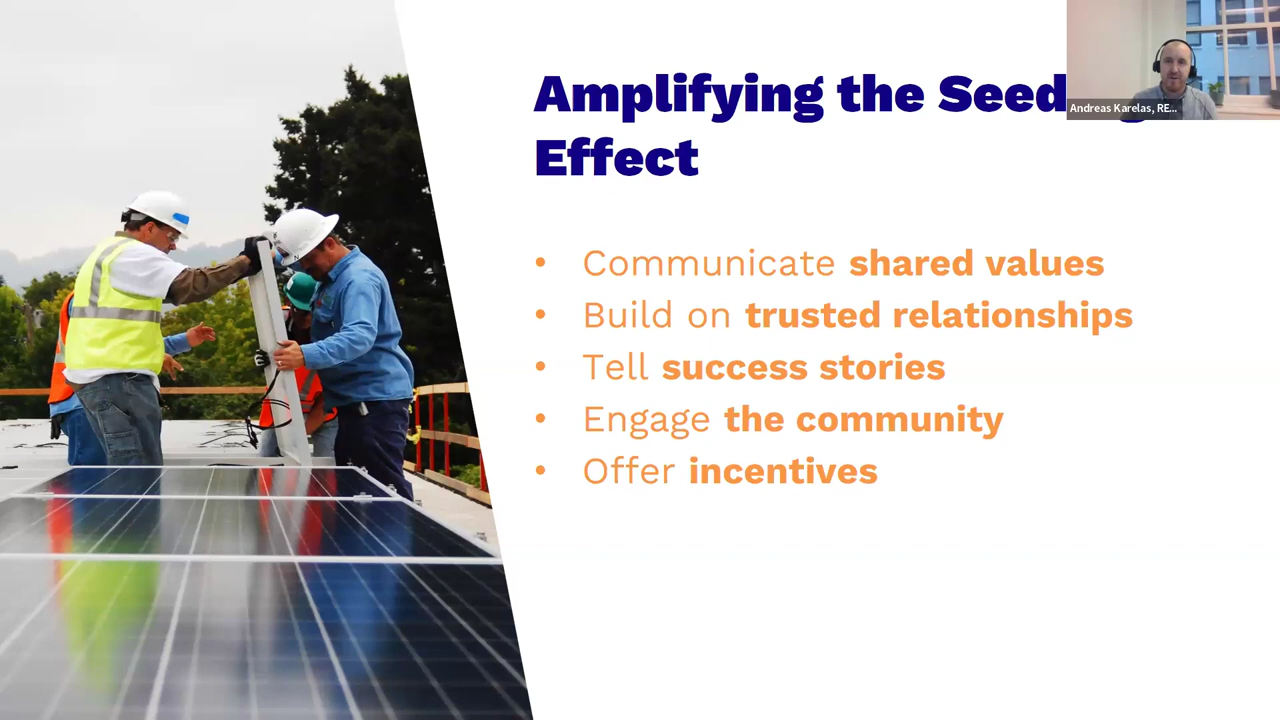 Amplifying the Seed
Effect
Andreas Karelas, RE...
• Communicate shared values
• Build on trusted relationships
• Tell success stories
• Engage the community
• Offer incentives